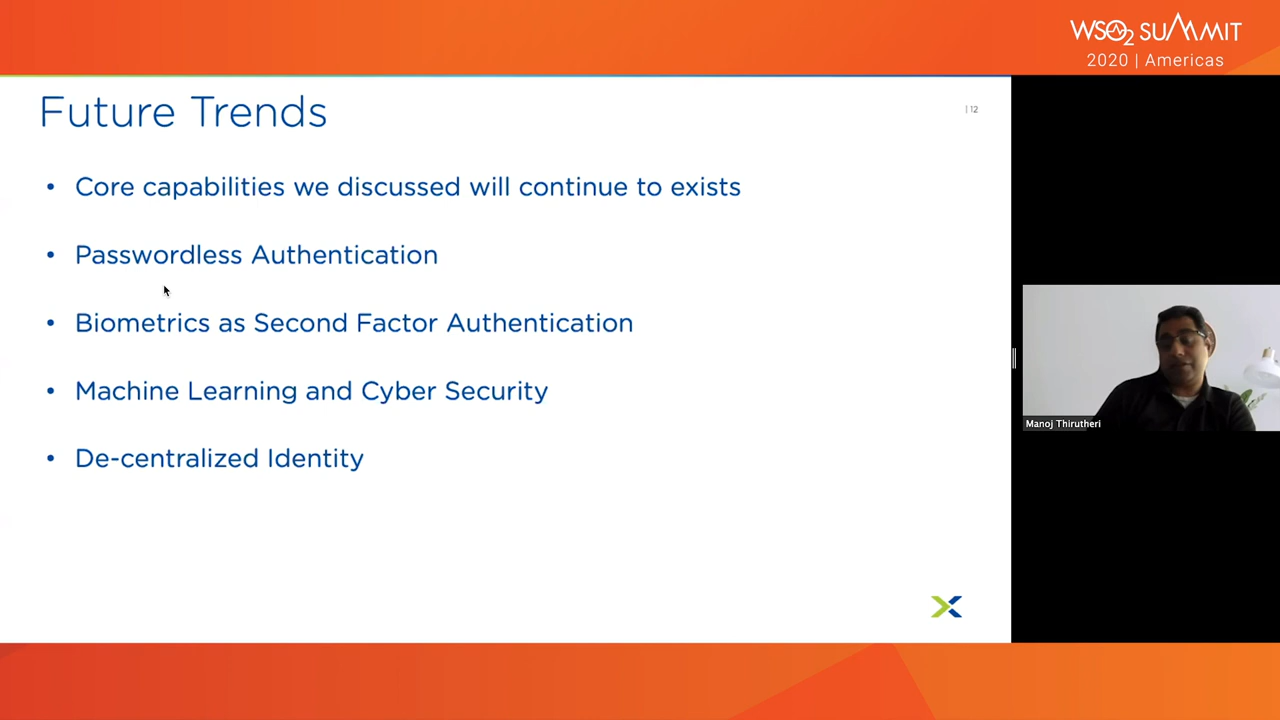 WSO2 SUMMIT
2020 | Americas
Future Trends
| 12
• Core capabilities we discussed will continue to exists
• Passwordless Authentication
• Biometrics as Second Factor Authentication
• Machine Learning and Cyber Security
• De-centralized Identity
Manoj Thirutheri